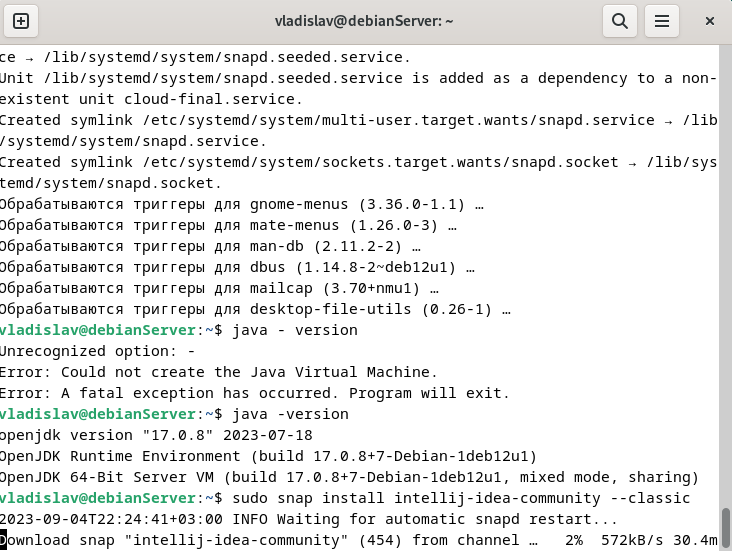 vladislav@debianServer: ~
ce → /lib/systemd/system/snapd.seeded.service.
Unit /lib/systemd/system/snapd.seeded.service is added as a dependency to a non-
existent unit cloud-final.service.
Created symlink /etc/systemd/system/multi-user.target.wants/snapd.service → /lib
/systemd/system/snapd.service.
Created symlink /etc/systemd/system/sockets.target.wants/snapd.socket → /lib/sys
temd/system/snapd.socket.
Обрабатываются триггеры для gnome-menus (3.36.0-1.1) …
Обрабатываются триггеры для mate-menus (1.26.0-3) …
Обрабатываются триггеры для man-db (2.11.2-2) …
Обрабатываются триггеры для dbus (1.14.8-2~deb12u1) …
Обрабатываются триггеры для mailcap (3.70+nmu1) …
Обрабатываются триггеры для desktop-file-utils (0.26-1) …
vladislav@debianServer:~$ java - version
Unrecognized option: -
Error: Could not create the Java Virtual Machine.
Error: A fatal exception has occurred. Program will exit.
vladislav@debianServer:~$ java -version
openjdk version "17.0.8" 2023-07-18
OpenJDK Runtime Environment (build 17.0.8+7-Debian-1deb12u1)
OpenJDK 64-Bit Server VM (build 17.0.8+7-Debian-1deb12u1, mixed mode, sharing)
vladislav@debianServer:~$ sudo snap install intellij-idea-community --classic
2023-09-04T22:24:41+03:00 INFO Waiting for automatic snapd restart...
Download snap "intellij-idea-community" (454) from channel …   2%  572kB/s 30.4m